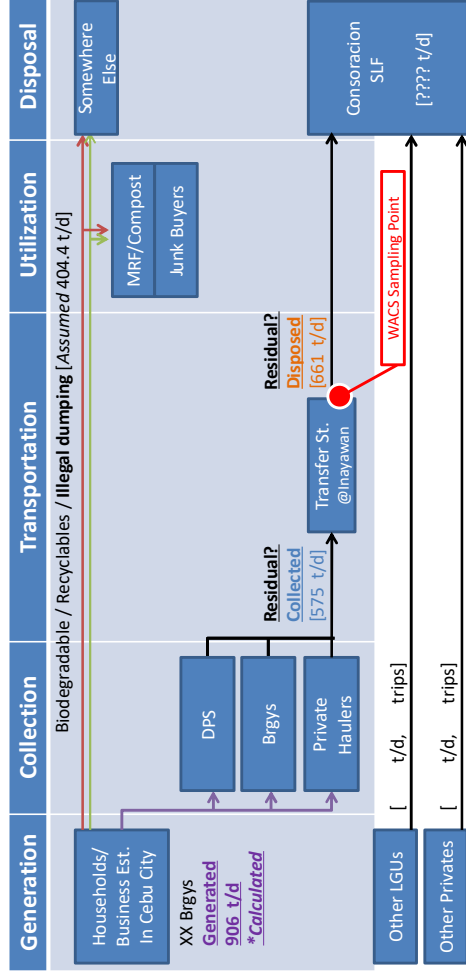 Generation
Collection
Transportation
Utilization
Disposal
Households/
Business Est.
In Cebu City
Biodegradable / Recyclables / Illegal dumping [Assumed 404.4 t/d]
Somewhere
Else
MRF/Compost
Junk Buyers
XX Brgys
Generated
906 t/d
*Calculated
DPS
Brgys
Private
Haulers
Residual?
Collected
[575 t/d]
Transfer St.
@Inayawan
Residual?
Disposed
[661 t/d]
WACS Sampling Point
Consoracion
SLF
[???? t/d]
Other LGUs
[ t/d, trips]
Other Privates
[ t/d, trips]